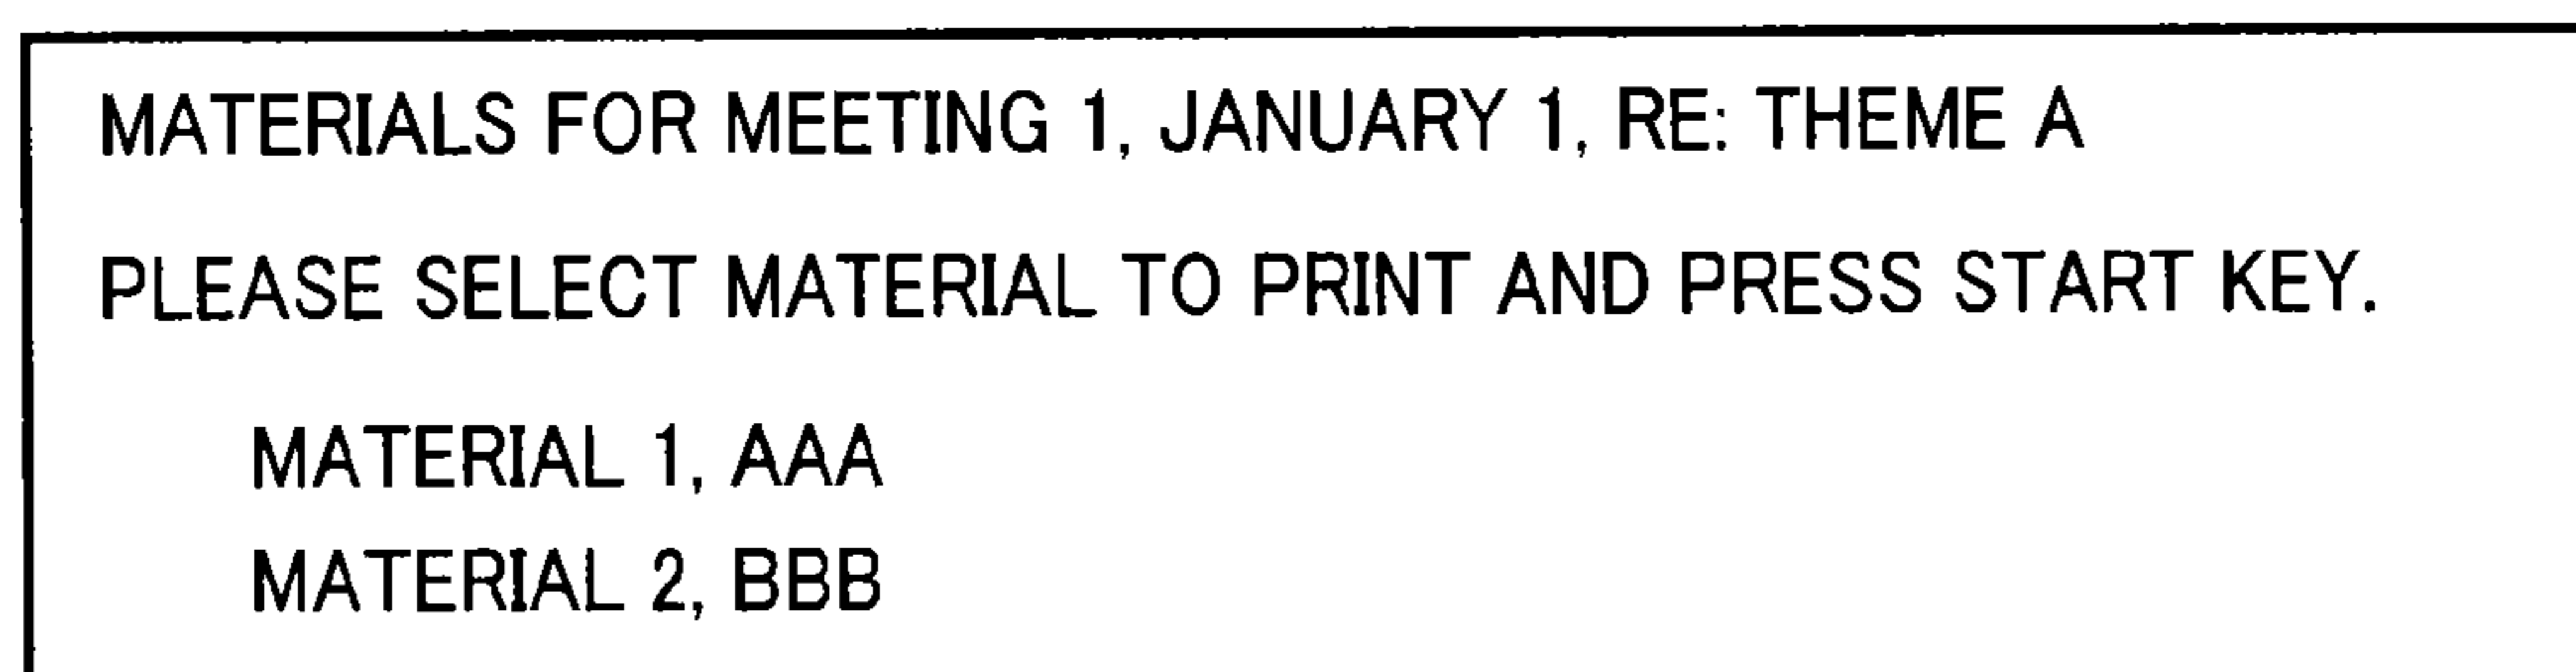 MATERIALS FOR MEETING 1, JANUARY 1, RE: THEME A
PLEASE SELECT MATERIAL TO PRINT AND PRESS START KEY.
MATERIAL 1, AAA
MATERIAL 2, BBB